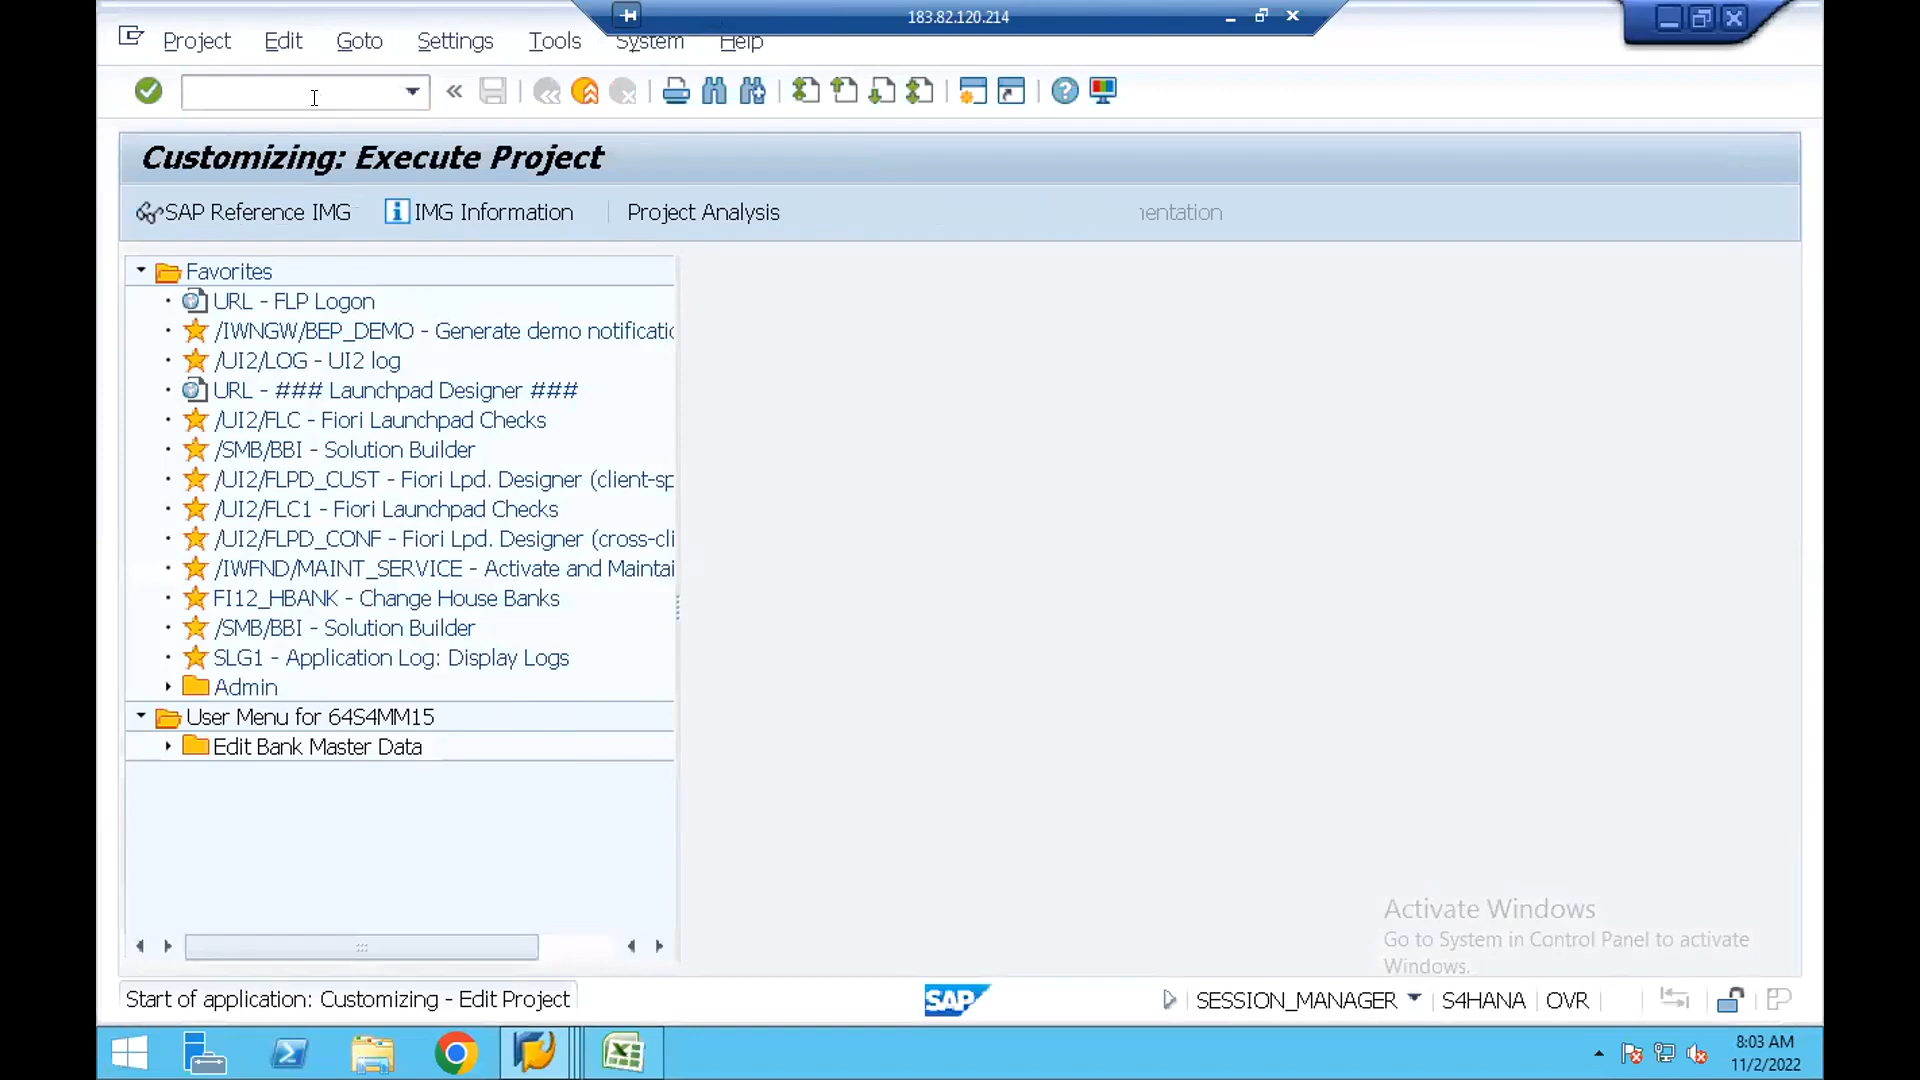 183.82.120.214
Project Edit Goto Settings Tools System Help
Customizing: Execute Project
SAP Reference IMG IMG Information Project Analysis nentation
Favorites
URL - FLP Logon
/IWNGW/BEP_DEMO - Generate demo notificatic
/UI2/LOG - UI2 log
URL - ### Launchpad Designer ###
/UI2/FLC - Fiori Launchpad Checks
/SMB/BBI - Solution Builder
/UI2/FLPD_CUST - Fiori Lpd. Designer (client-sp
/UI2/FLC1 - Fiori Launchpad Checks
/UI2/FLPD_CONF - Fiori Lpd. Designer (cross-cli
/IWFND/MAINT_SERVICE - Activate and Maintai
FI12_HBANK - Change House Banks
/SMB/BBI - Solution Builder
SLG1 - Application Log: Display Logs
Admin
User Menu for 64S4MM15
Edit Bank Master Data
Activate Windows
Go to System in Control Panel to activate
Windows.
Start of application: Customizing - Edit Project SAP SESSION_MANAGER S4HANA OVR
8:03 AM
11/2/2022